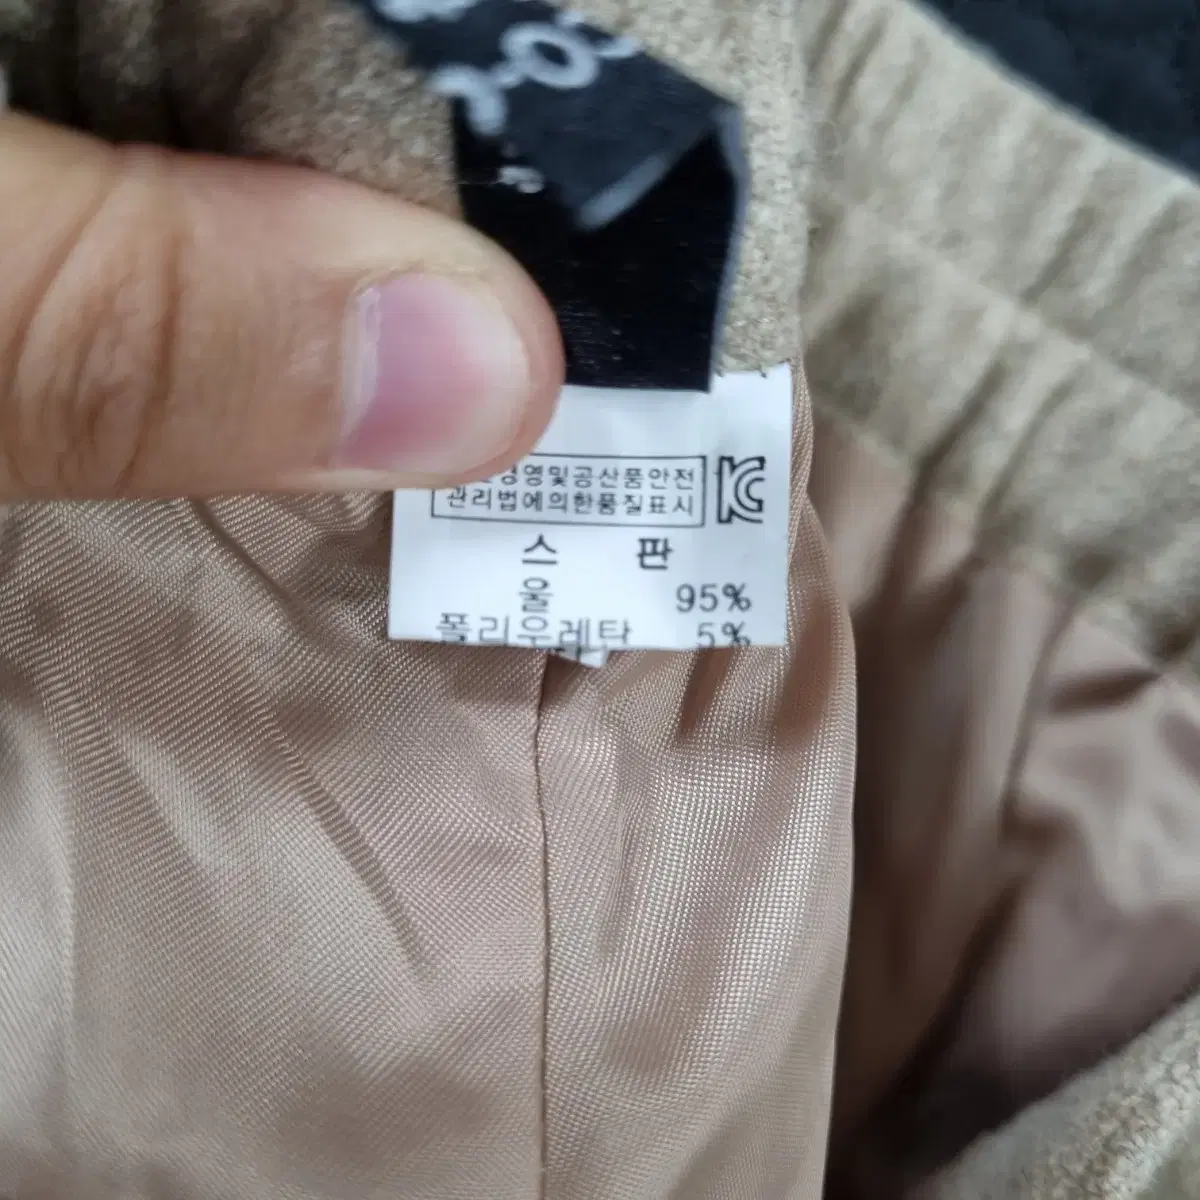 경영및공산품안전
관리법에의한품질표시
스 판
울 95%
폴리우레탄 5%